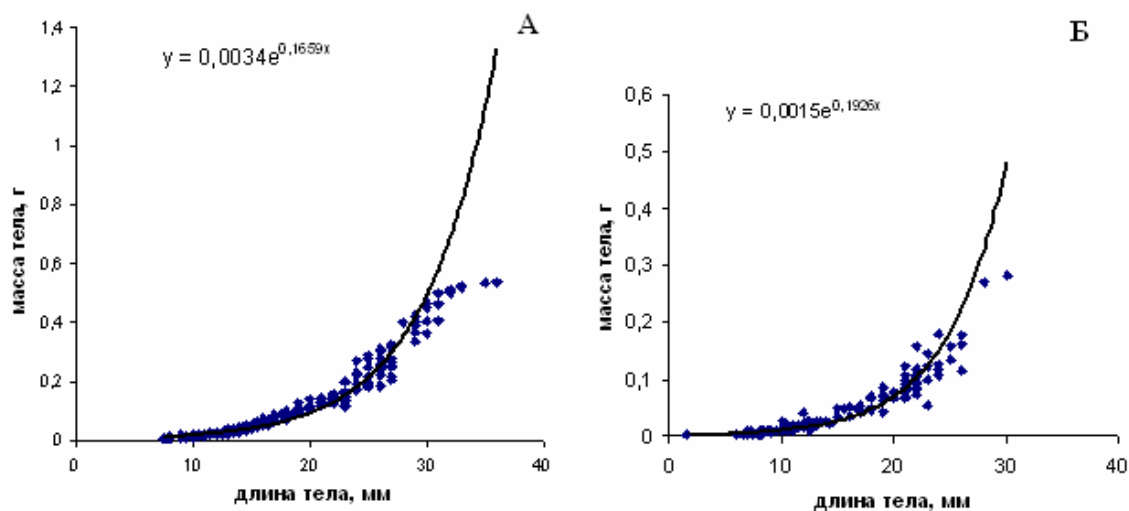 А
y = 0,0034e^0,1659x
1,4
1,2
1
0,8
0,6
0,4
0,2
0
масса тела, г
0 10 20 30 40
длина тела, мм
Б
y = 0,0015e^0,1926x
0,6
0,5
0,4
0,3
0,2
0,1
0
масса тела, г
0 10 20 30 40
длина тела, мм